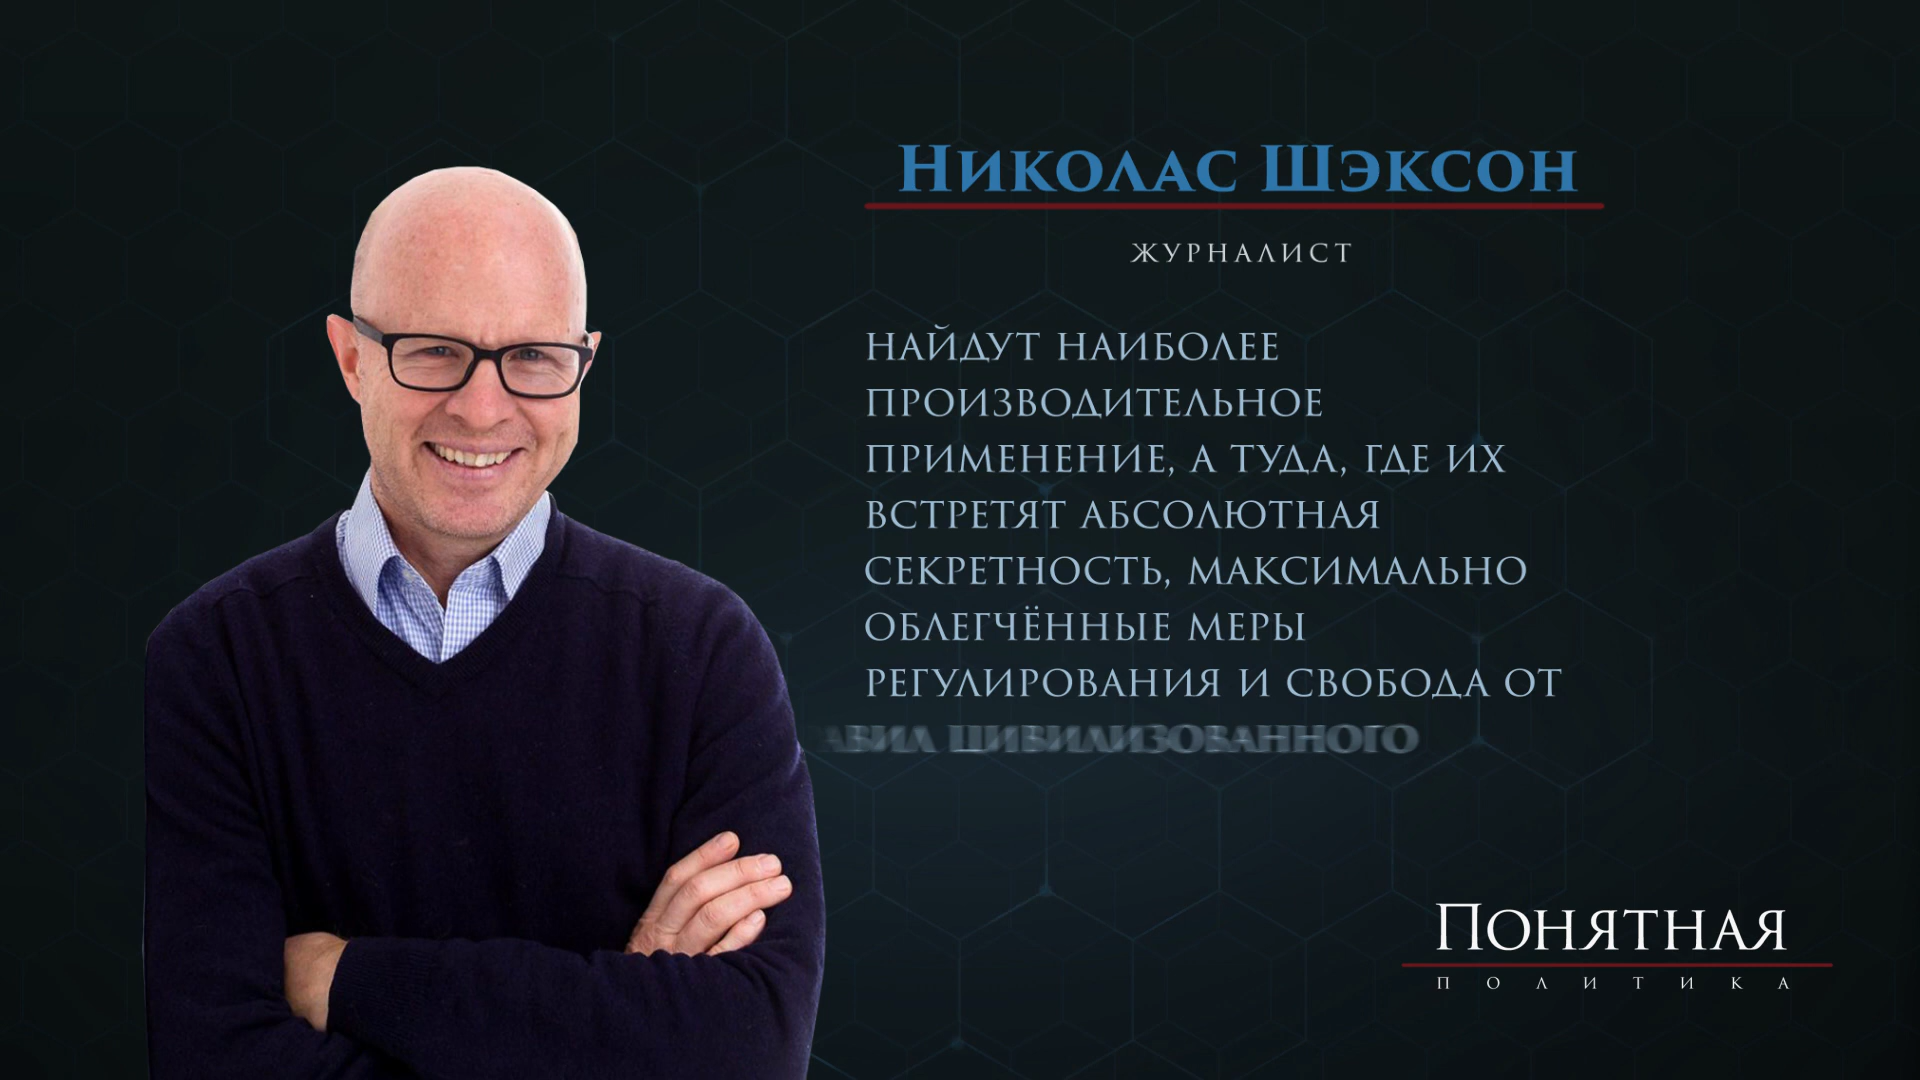 Николас Шэксон
журналист
найдут наиболее
производительное
применение, а туда, где их
встретят абсолютная
секретность, максимально
облегчённые меры
регулирования и свобода от
цивилизованного
Понятная
политика